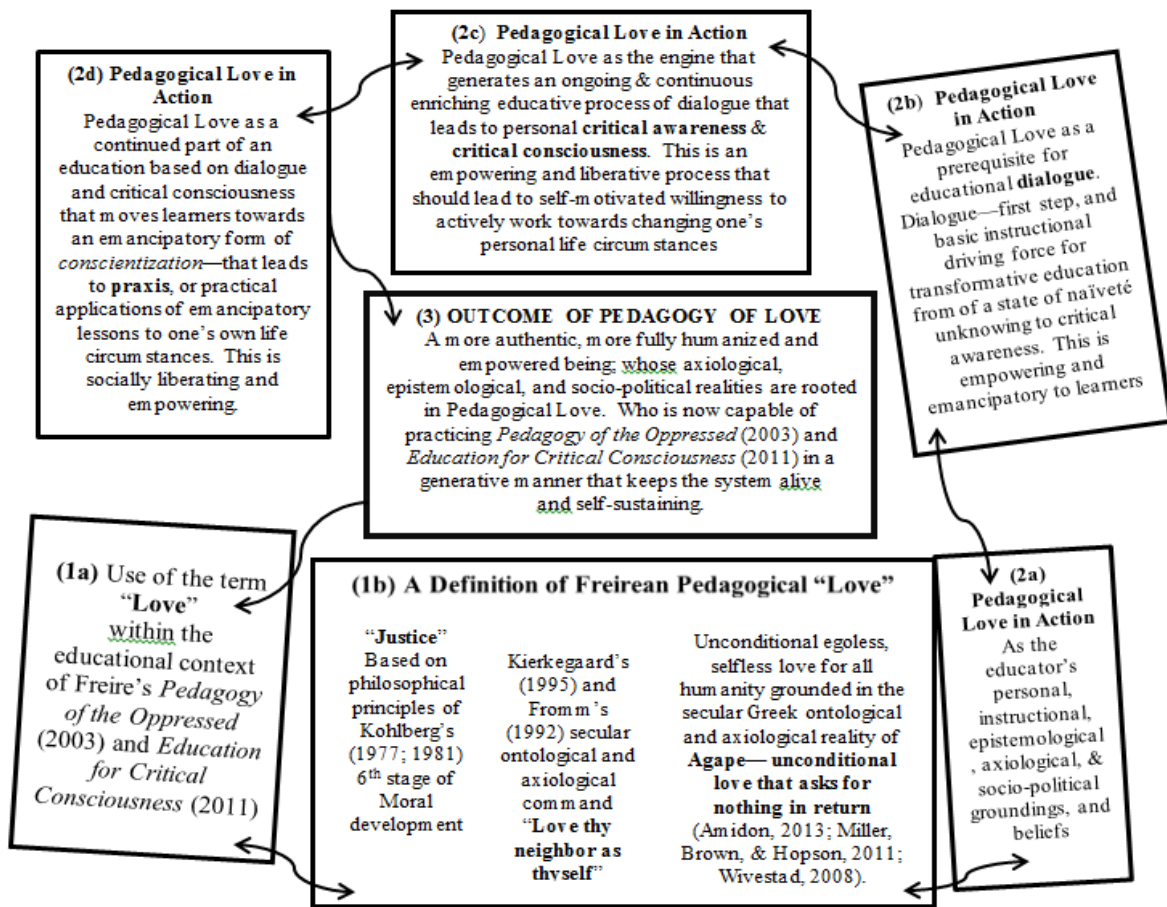 (2c) Pedagogical Love in Action
Pedagogical Love as the engine that
generates an ongoing & continuous
enriching educative process of dialogue that
leads to personal critical awareness &
critical consciousness. This is an
empowering and liberative process that
should lead to self-motivated willingness to
actively work towards changing one's
personal life circumstances
(2d) Pedagogical Love in
Action
Pedagogical Love as a
continued part of an
education based on dialogue
and critical consciousness
that moves learners towards
an emancipatory form of
conscientization—that leads
to praxis, or practical
applications of emancipatory
lessons to one's own life
circumstances. This is
socially liberating and
empowering.
(2b) Pedagogical Love
in Action
Pedagogical Love as a
prerequisite for
educational dialogue.
Dialogue—first step, and
basic instructional
driving force for
transformative education
from of a state of naïveté
unknowing to critical
awareness. This is
empowering and
emancipatory to learners
(3) OUTCOME OF PEDAGOGY OF LOVE
A more authentic, more fully humanized and
empowered being; whose axiological,
epistemological, and socio-political realities are rooted
in Pedagogical Love. Who is now capable of
practicing Pedagogy of the Oppressed (2003) and
Education for Critical Consciousness (2011) in a
generative manner that keeps the system alive
and self-sustaining.
(1a) Use of the term
“Love”
within the
educational context
of Freire's Pedagogy
of the Oppressed
(2003) and Education
for Critical
Consciousness (2011)
(1b) A Definition of Freirean Pedagogical “Love”
“Justice”
Based on
philosophical
principles of
Kohlberg's
(1977; 1981)
6th stage of
Moral
development
Kierkegaard's
(1995) and
Fromm's
(1992) secular
ontological and
axiological
command
“Love thy
neighbor as
thyself”
Unconditional egoless,
selfless love for all
humanity grounded in the
secular Greek ontological
and axiological reality of
Agape— unconditional
love that asks for
nothing in return
(Amidon, 2013; Miller,
Brown, & Hopson, 2011;
Wivestad, 2008).
(2a)
Pedagogical
Love in Action
As the
educator's
personal,
instructional,
epistemological
, axiological, &
socio-political
groundings, and
beliefs